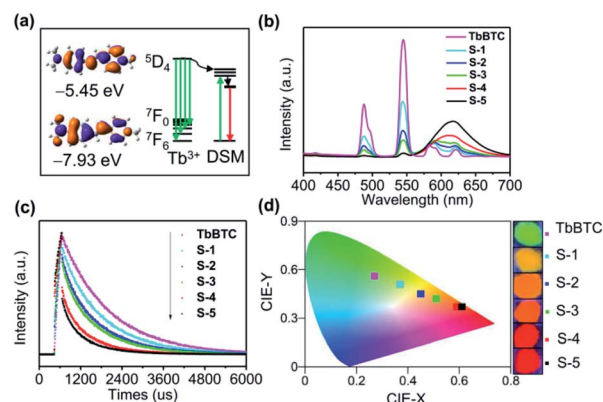 (a)
−5.45 eV
−7.93 eV
⁵D₄
⁷F₀
⁷F₆
Tb³⁺ DSM
(b)
Intensity (a.u.)
TbBTC
S-1
S-2
S-3
S-4
S-5
400 450 500 550 600 650 700
Wavelength (nm)
(c)
Intensity (a.u.)
TbBTC
S-1
S-2
S-3
S-4
S-5
0 1200 2400 3600 4800 6000
Times (us)
(d)
CIE-Y
0.9
0.6
0.3
0.0
0.2 0.4 0.6 0.8
CIE-X
TbBTC
S-1
S-2
S-3
S-4
S-5